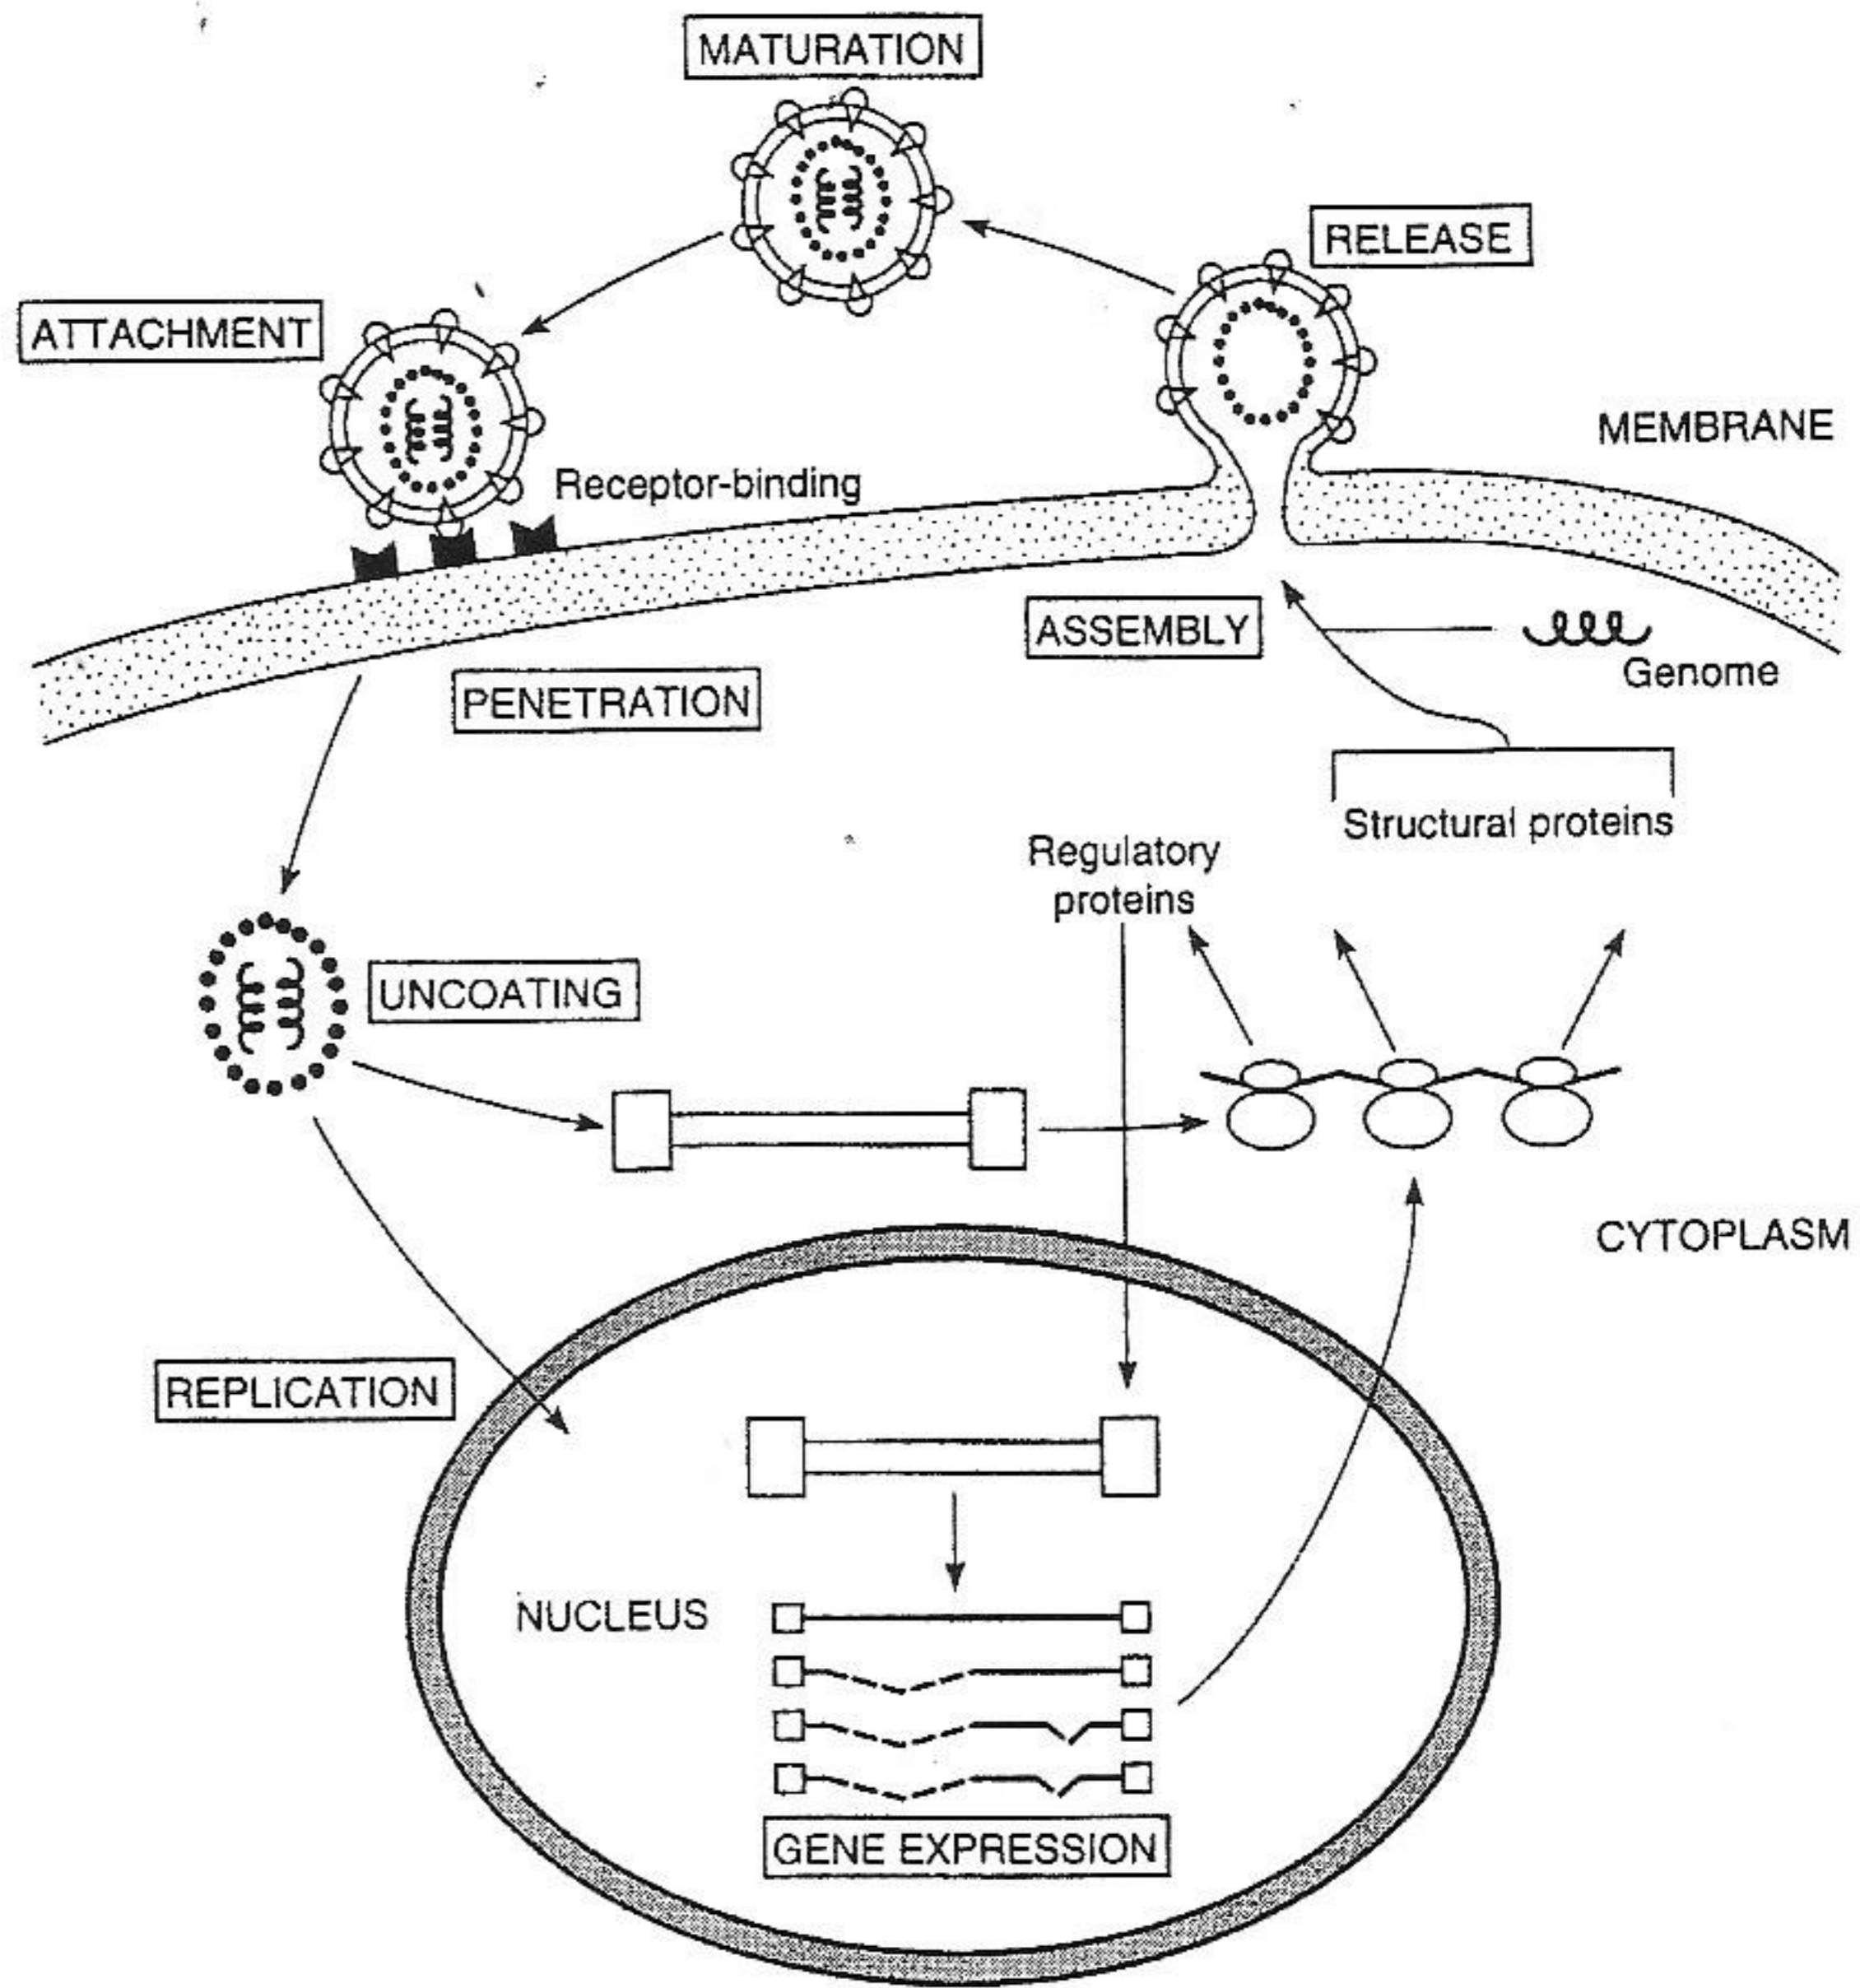 MATURATION
RELEASE
ATTACHMENT
MEMBRANE
Receptor-binding
ASSEMBLY
Genome
PENETRATION
Structural proteins
Regulatory
proteins
UNCOATING
CYTOPLASM
REPLICATION
NUCLEUS
GENE EXPRESSION